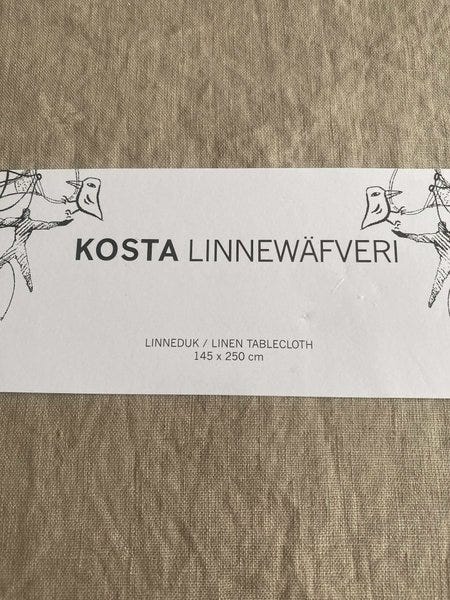 KOSTA LINNEWÄFVERI
LINNEDUK / LINEN TABLECLOTH
145 x 250 cm